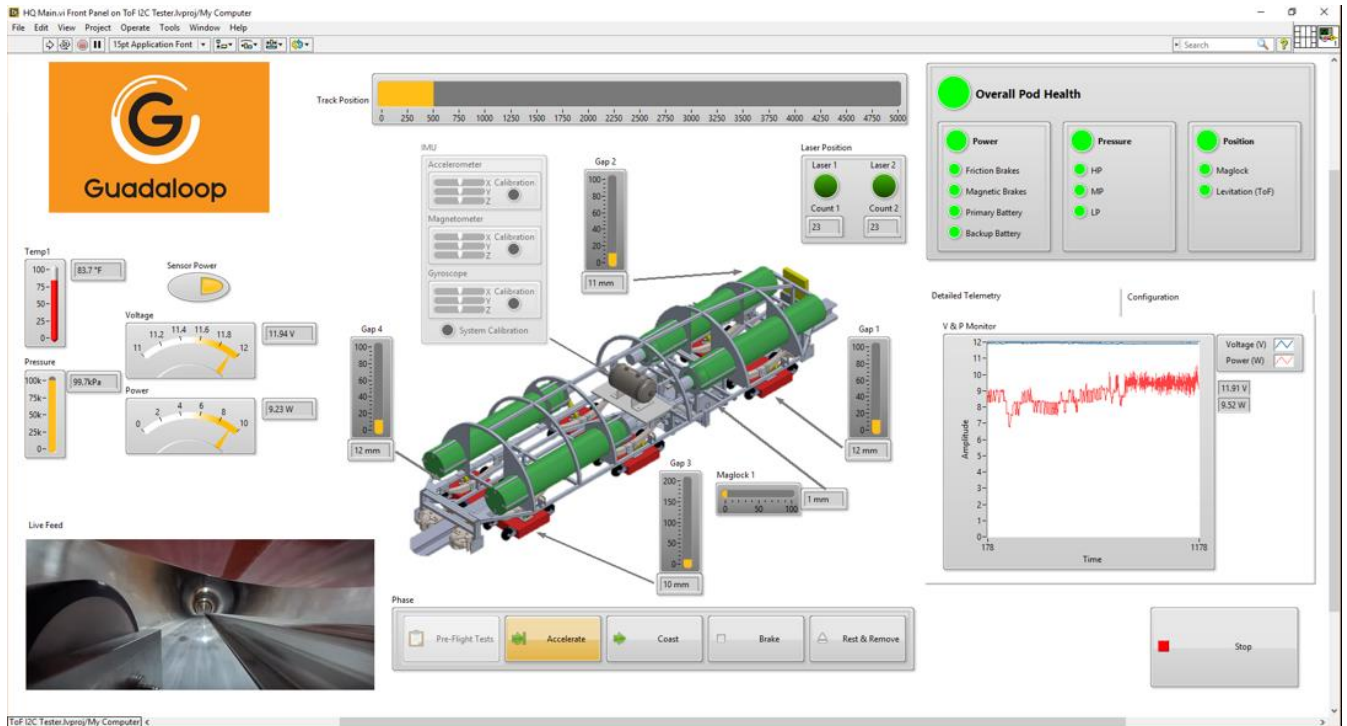 HQ Main.vi Front Panel on ToF I2C Tester.lvproj/My Computer
File Edit View Project Operate Tools Window Help
15pt Application Font
Search
Guadaloop
Track Position
0 250 500 750 1000 1250 1500 1750 2000 2250 2500 2750 3000 3250 3500 3750 4000 4250 4500 4750 5000
Overall Pod Health
Power
Friction Brakes
Magnetic Brakes
Primary Battery
Backup Battery
Pressure
HP
MP
LP
Position
Maglock
Levitation (ToF)
IMU
Accelerometer
X Calibration
Y
Z
Magnetometer
X Calibration
Y
Z
Gyroscope
X Calibration
Y
Z
System Calibration
Gap 2
100
80
60
40
20
0
11 mm
Laser Position
Laser 1 Laser 2
Count 1 Count 2
23 23
Temp1
100
75
50
25
0
83.7 °F
Sensor Power
Voltage
11 11.2 11.4 11.6 11.8 12
11.94 V
Pressure
100k
75k
50k
25k
0
99.7kPa
Power
0 2 4 6 8 10
9.23 W
Gap 4
100
80
60
40
20
0
12 mm
Gap 1
100
80
60
40
20
0
12 mm
Gap 3
200
150
100
50
0
10 mm
Maglock 1
0 50 100
1 mm
Detailed Telemetry Configuration
V & P Monitor
Voltage (V)
Power (W)
11.91 V
9.52 W
Amplitude
12
11
10
9
8
7
6
5
4
3
2
1
0
178 1178
Time
Live Feed
Phase
Pre-Flight Tests Accelerate Coast Brake Rest & Remove
Stop
ToF I2C Tester.lvproj/My Computer